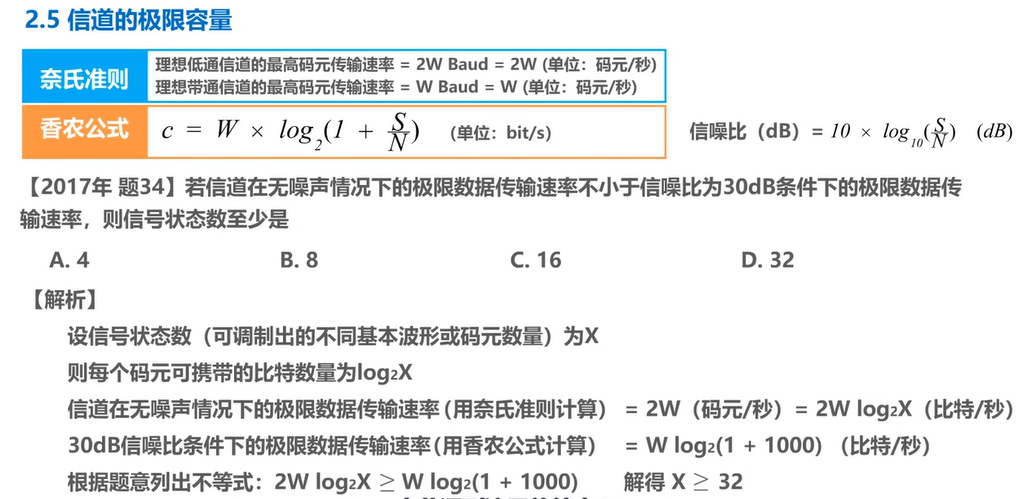 2.5 信道的极限容量
奈氏准则
理想低通信道的最高码元传输速率 = 2W Baud = 2W (单位：码元/秒)
理想带通信道的最高码元传输速率 = W Baud = W (单位：码元/秒)
香农公式
c = W × log₂(1 + S/N) (单位：bit/s)
信噪比（dB）= 10 × log₁₀(S/N) (dB)
【2017年 题34】若信道在无噪声情况下的极限数据传输速率不小于信噪比为30dB条件下的极限数据传
输速率，则信号状态数至少是
A. 4 B. 8 C. 16 D. 32
【解析】
设信号状态数（可调制出的不同基本波形或码元数量）为X
则每个码元可携带的比特数量为log₂X
信道在无噪声情况下的极限数据传输速率（用奈氏准则计算） = 2W（码元/秒）= 2W log₂X（比特/秒）
30dB信噪比条件下的极限数据传输速率（用香农公式计算） = W log₂(1 + 1000) （比特/秒）
根据题意列出不等式：2W log₂X ≥ W log₂(1 + 1000) 解得 X ≥ 32